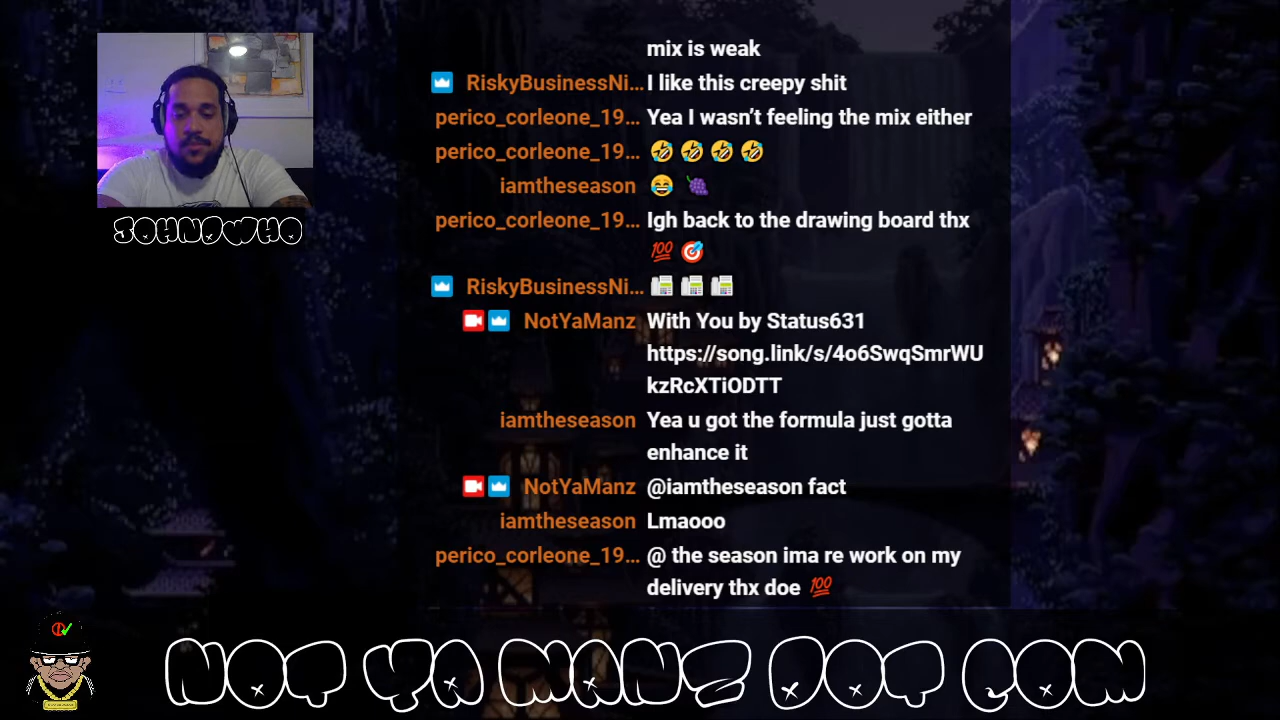 mix is weak
RiskyBusinessNi... I like this creepy shit
perico_corleone_19... Yea I wasn’t feeling the mix either
perico_corleone_19... 🤣 🤣 🤣 🤣
iamtheseason 😂 🍇
perico_corleone_19... Igh back to the drawing board thx
💯 🎯
RiskyBusinessNi... 📠 📠 📠
NotYaManz With You by Status631
https://song.link/s/4o6SwqSmrWU
kzRcXTiODTT
iamtheseason Yea u got the formula just gotta
enhance it
NotYaManz @iamtheseason fact
iamtheseason Lmaooo
perico_corleone_19... @ the season ima re work on my
delivery thx doe 💯
JOHNDWHO
NOT YA MANZ DOT COM